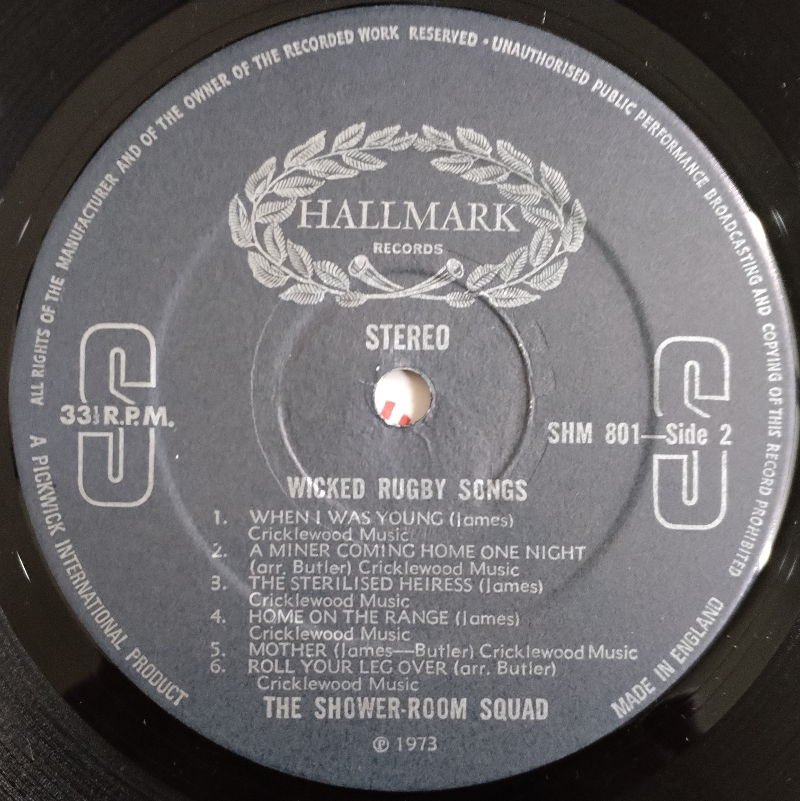 ALL RIGHTS OF THE MANUFACTURER AND OF THE OWNER OF THE RECORDED WORK RESERVED • UNAUTHORISED PUBLIC PERFORMANCE BROADCASTING AND COPYING OF THIS RECORD PROHIBITED
HALLMARK
RECORDS
STEREO
S
S
33⅓ R.P.M.
SHM 801—Side 2
WICKED RUGBY SONGS
1. WHEN I WAS YOUNG (James)
Cricklewood Music
2. A MINER COMING HOME ONE NIGHT
(arr. Butler) Cricklewood Music
3. THE STERILISED HEIRESS (James)
Cricklewood Music
4. HOME ON THE RANGE (James)
Cricklewood Music
5. MOTHER (James—Butler) Cricklewood Music
6. ROLL YOUR LEG OVER (arr. Butler)
Cricklewood Music
THE SHOWER-ROOM SQUAD
℗ 1973
A PICKWICK INTERNATIONAL PRODUCT
MADE IN ENGLAND